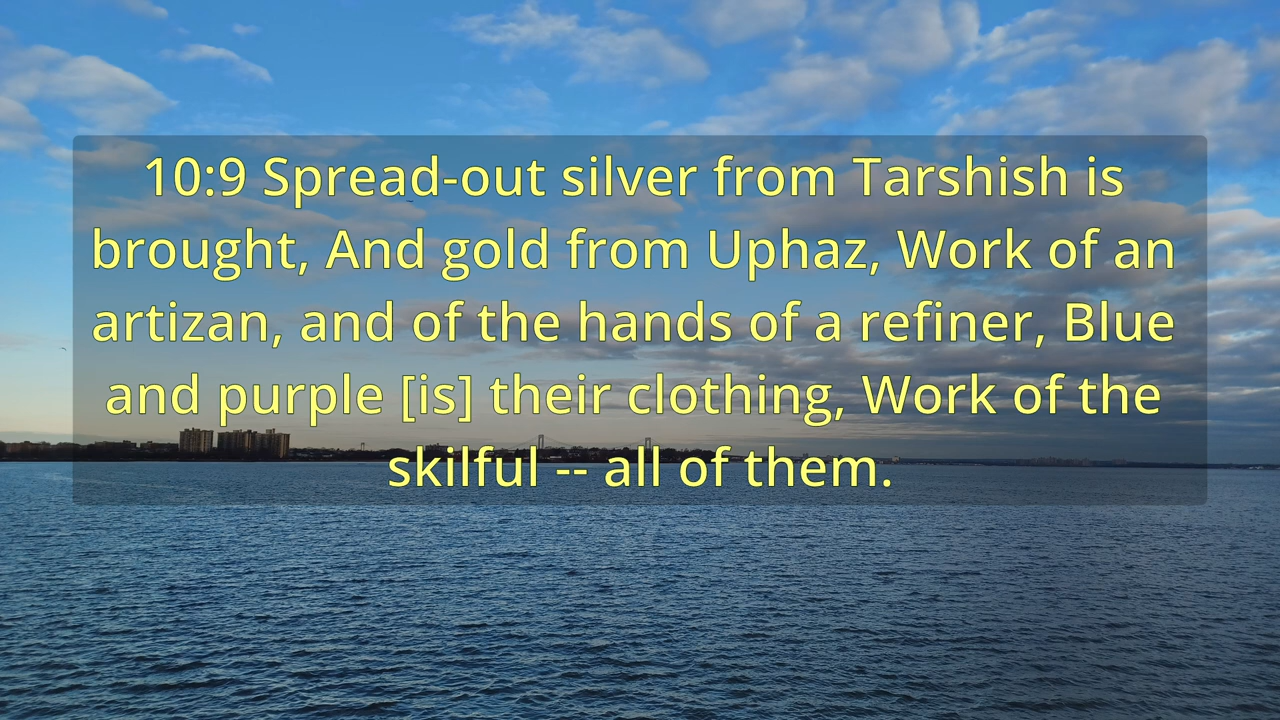 10:9 Spread-out silver from Tarshish is
brought, And gold from Uphaz, Work of an
artizan, and of the hands of a refiner, Blue
and purple [is] their clothing, Work of the
skilful -- all of them.